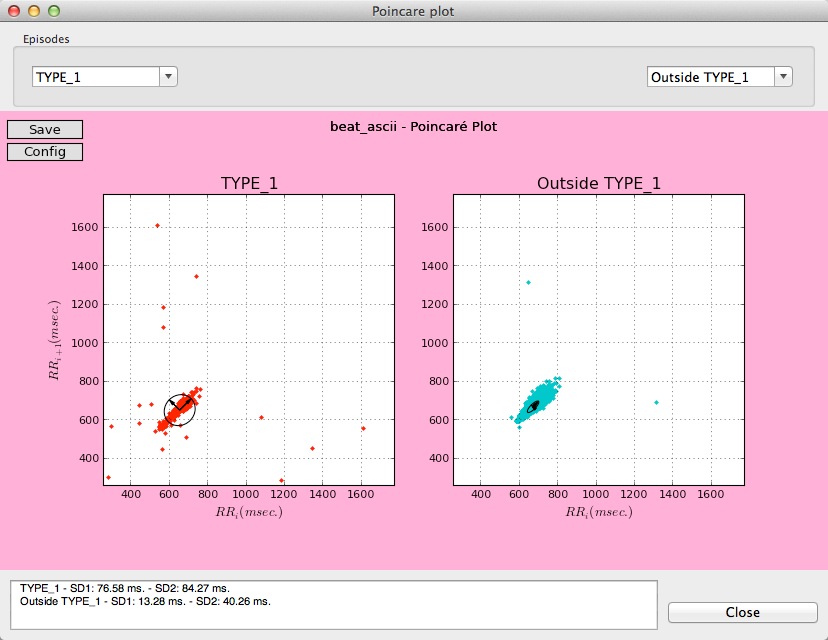 Poincare plot
Episodes
TYPE_1
Outside TYPE_1
Save
Config
beat_ascii - Poincaré Plot
TYPE_1
Outside TYPE_1
1600
1400
1200
1000
800
600
400
RR_{i+1}(msec.)
400 600 800 1000 1200 1400 1600
RR_i(msec.)
1600
1400
1200
1000
800
600
400
400 600 800 1000 1200 1400 1600
RR_i(msec.)
TYPE_1 - SD1: 76.58 ms. - SD2: 84.27 ms.
Outside TYPE_1 - SD1: 13.28 ms. - SD2: 40.26 ms.
Close